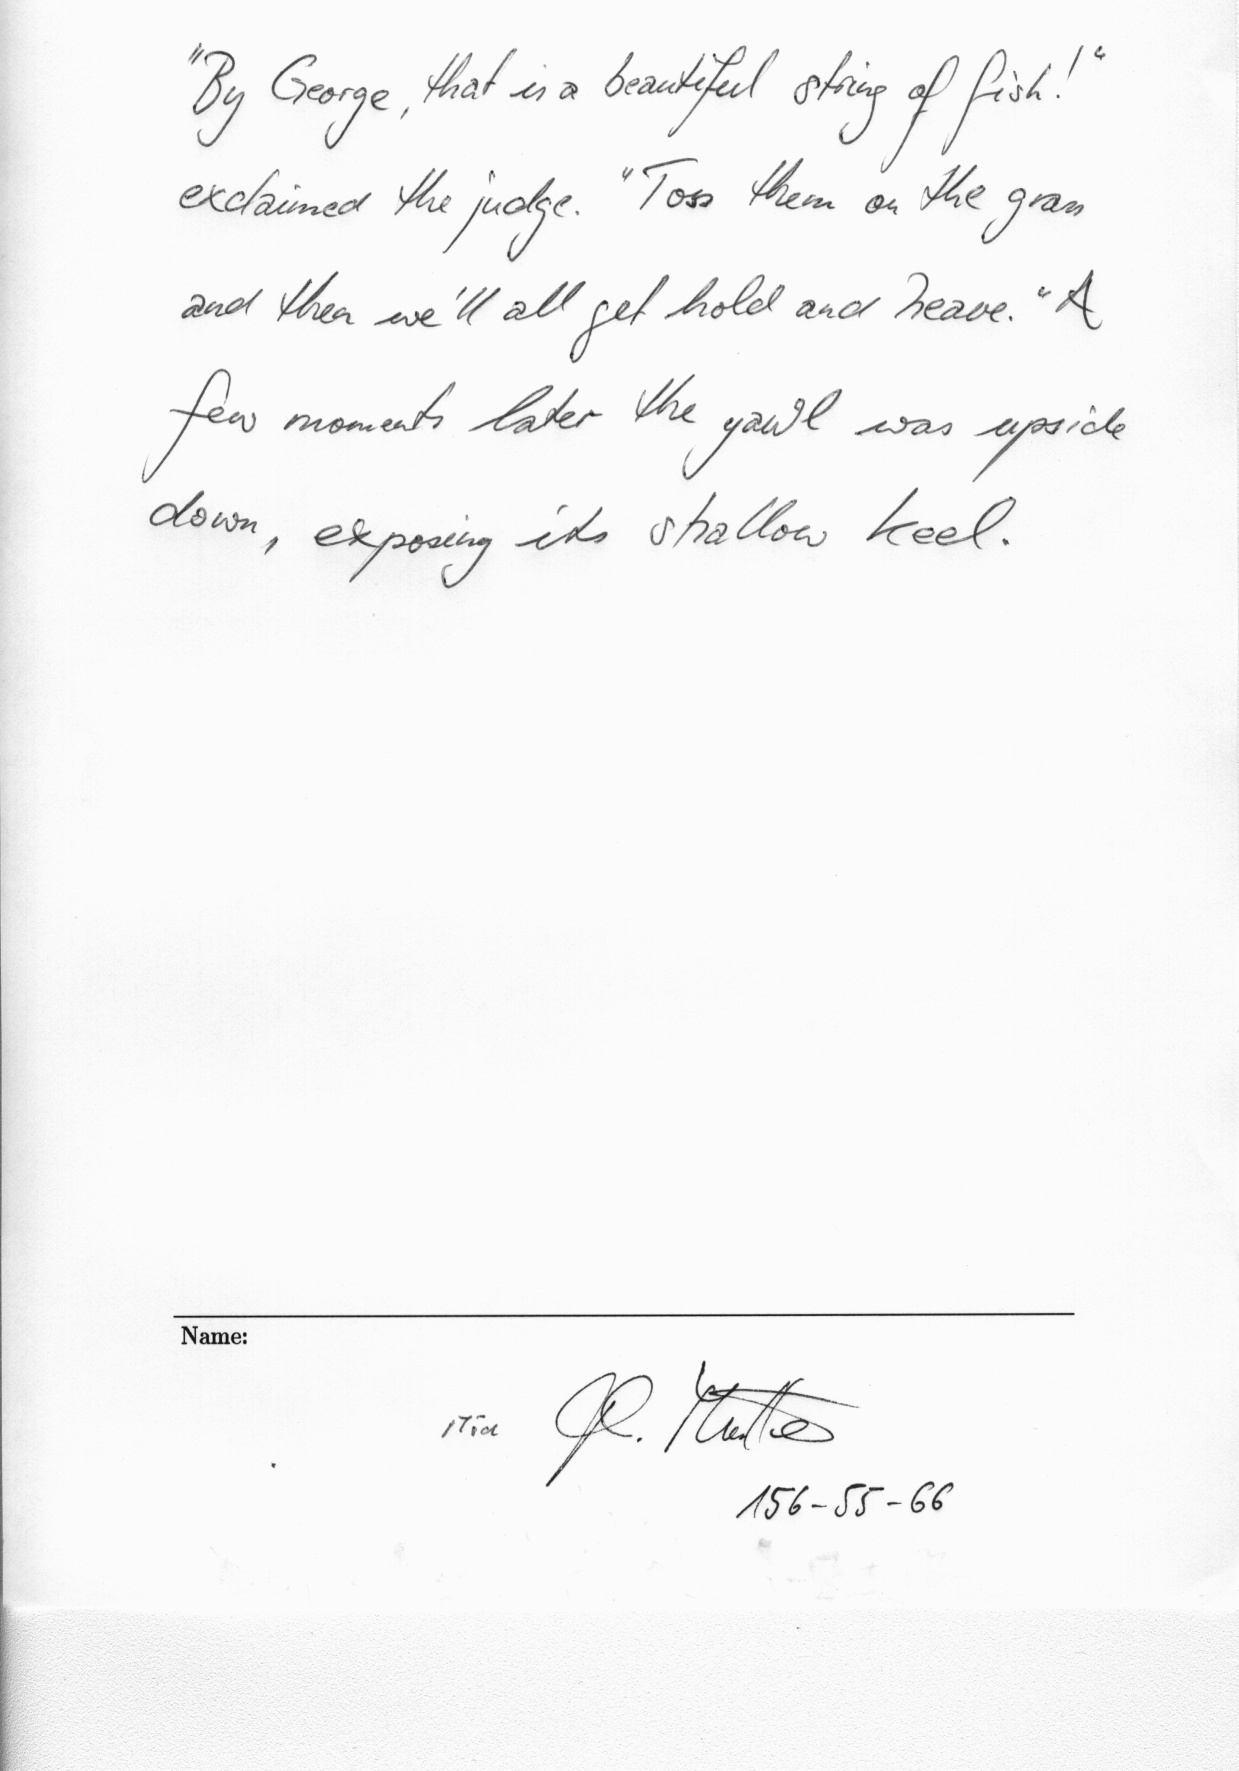 "By George, that is a beautiful string of fish!"
exclaimed the judge. "Toss them on the grass
and then we'll all get hold and heave." A
few moments later the yawl was upside
down, exposing its shallow keel.
Name:
156-55-66